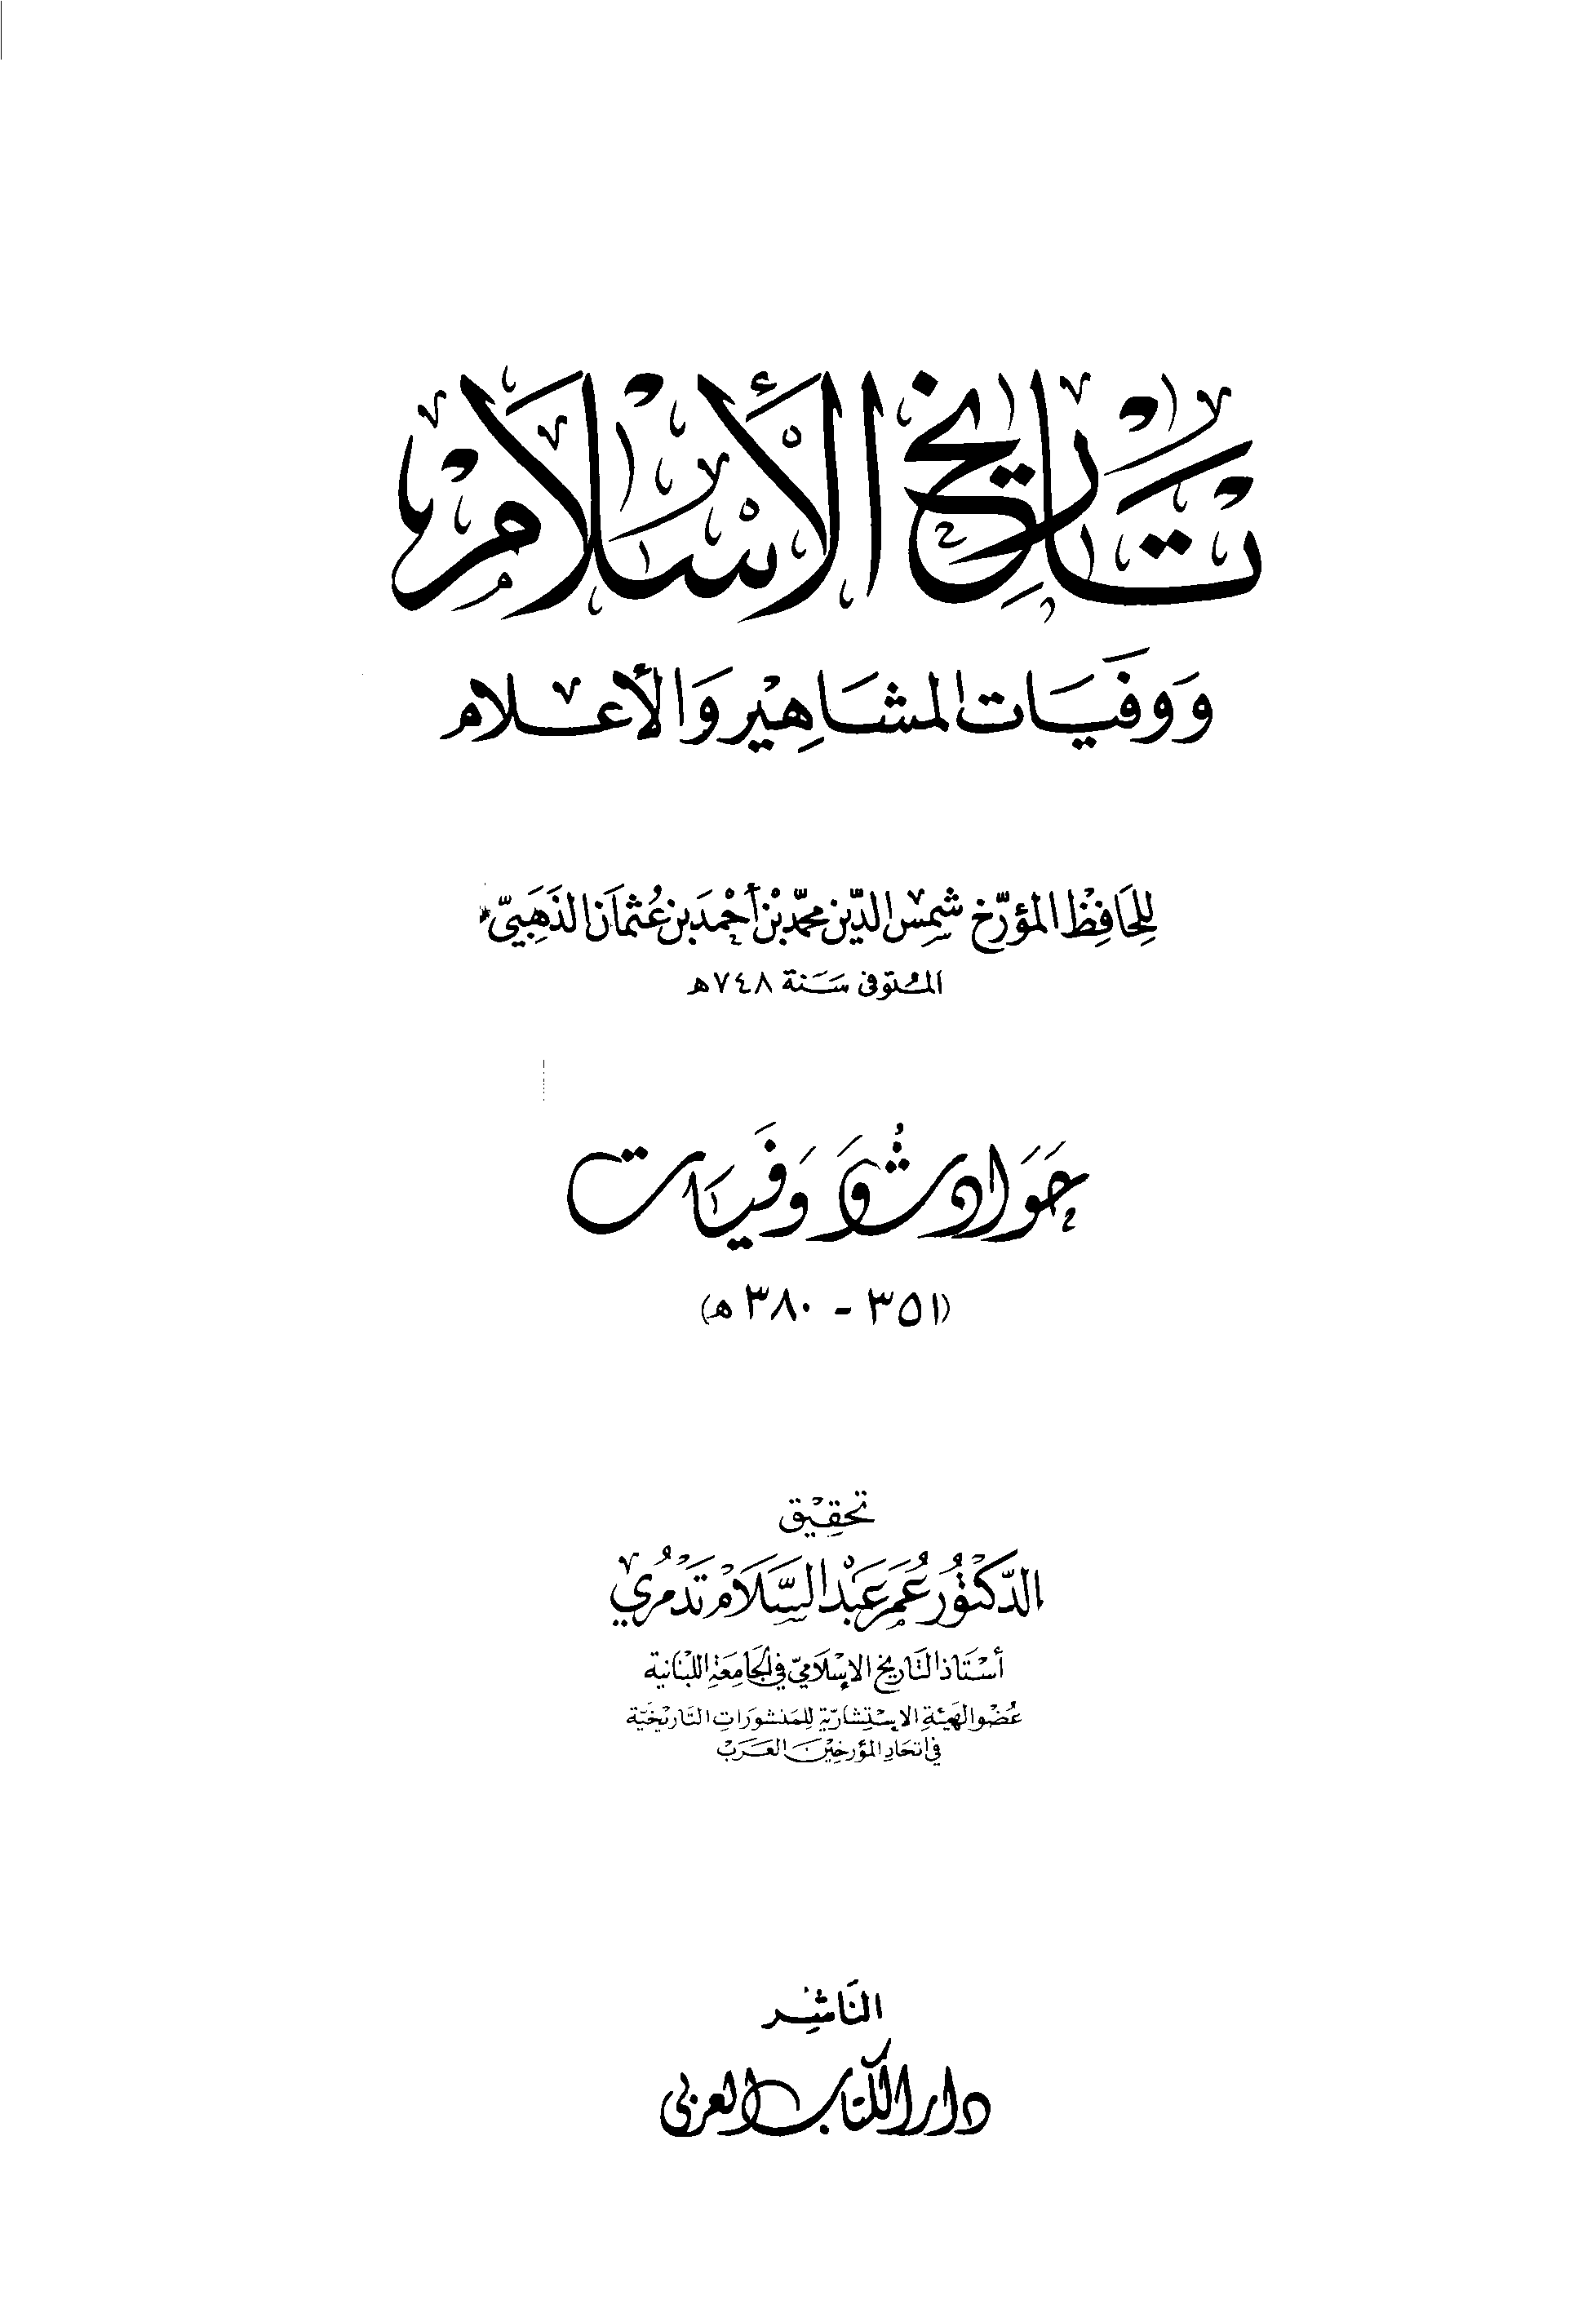 تاريخ الإسلام
ووفيات المشاهير والأعلام
للحافظ المؤرخ شمس الدين محمد بن أحمد بن عثمان الذهبي
المتوفى سنة ٧٤٨ هـ
حوادث ووفيات
(٣٥١ - ٣٨٠ هـ)
تحقيق
الدكتور عمر عبد السلام تدمري
أستاذ التاريخ الإسلامي في الجامعة اللبنانية
عضو الهيئة الاستشارية للمنشورات التاريخية
في اتحاد المؤرخين العرب
الناشر
دار الكتاب العربي